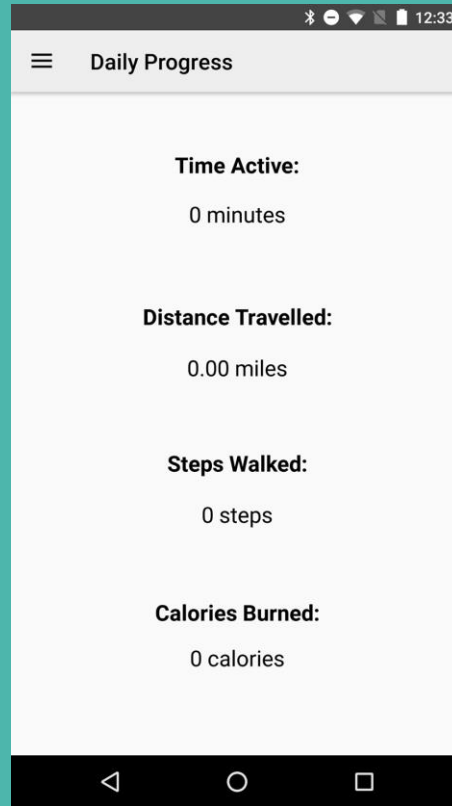 12:33
Daily Progress
Time Active:
0 minutes
Distance Travelled:
0.00 miles
Steps Walked:
0 steps
Calories Burned:
0 calories